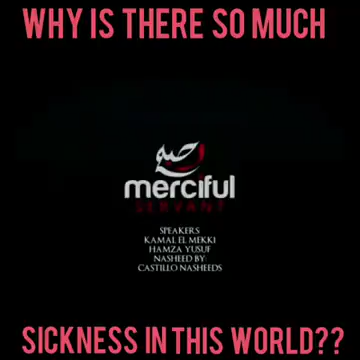 WHY IS THERE SO MUCH
merciful
SERVANT
SPEAKERS
KAMAL EL MEKKI
HAMZA YUSUF
NASHEED BY
CASTILLO NASHEEDS
SICKNESS IN THIS WORLD??